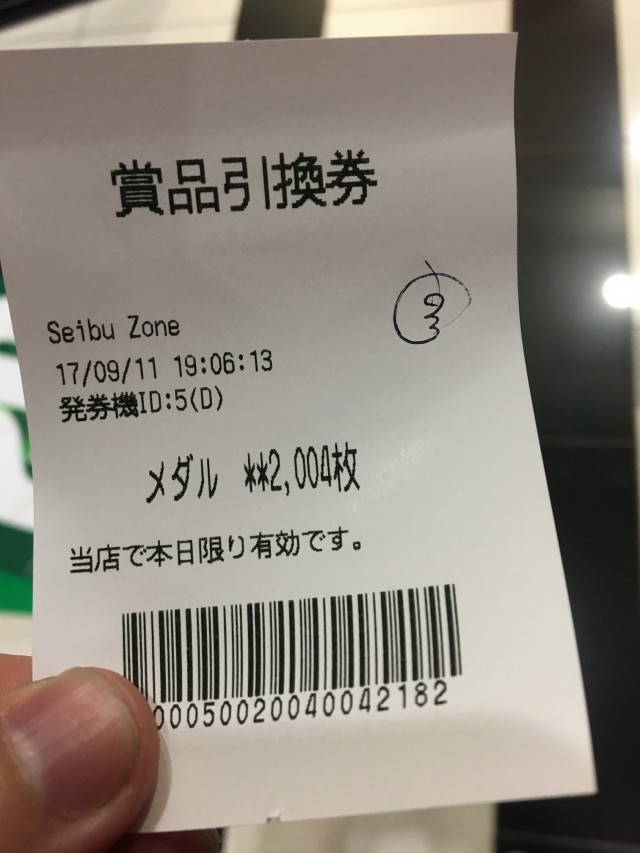 賞品引換券
Seibu Zone
17/09/11 19:06:13
発券機ID:5(D)
メダル **2,004枚
当店で本日限り有効です。
00050020040042182